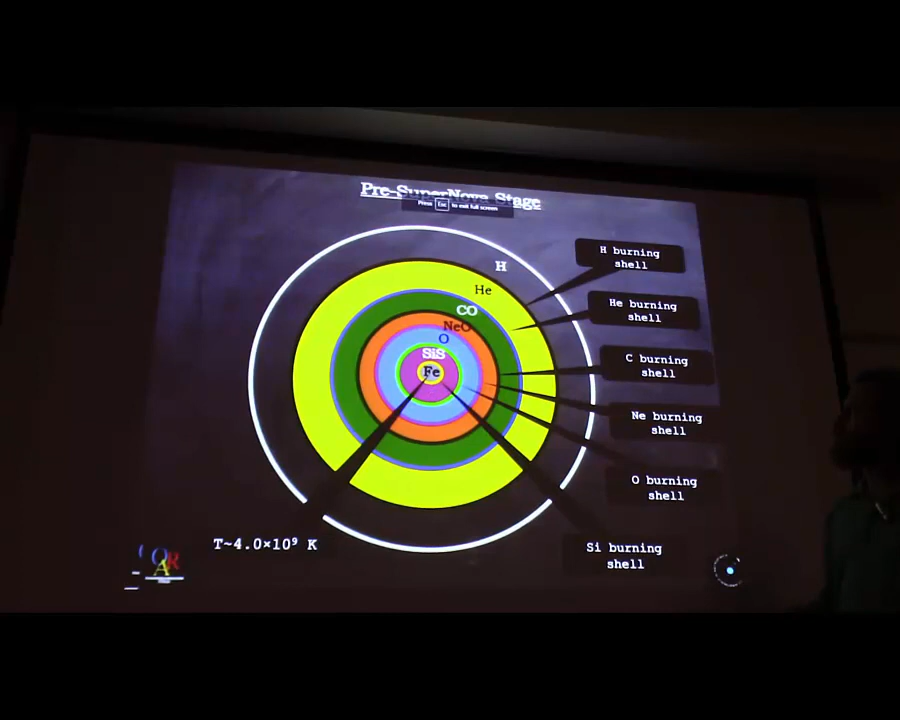 Pre-SuperNova Stage
Press Esc to exit full screen
H
He
CO
NeO
O
SiS
Fe
H burning
shell
He burning
shell
C burning
shell
Ne burning
shell
O burning
shell
Si burning
shell
T~4.0×10⁹ K